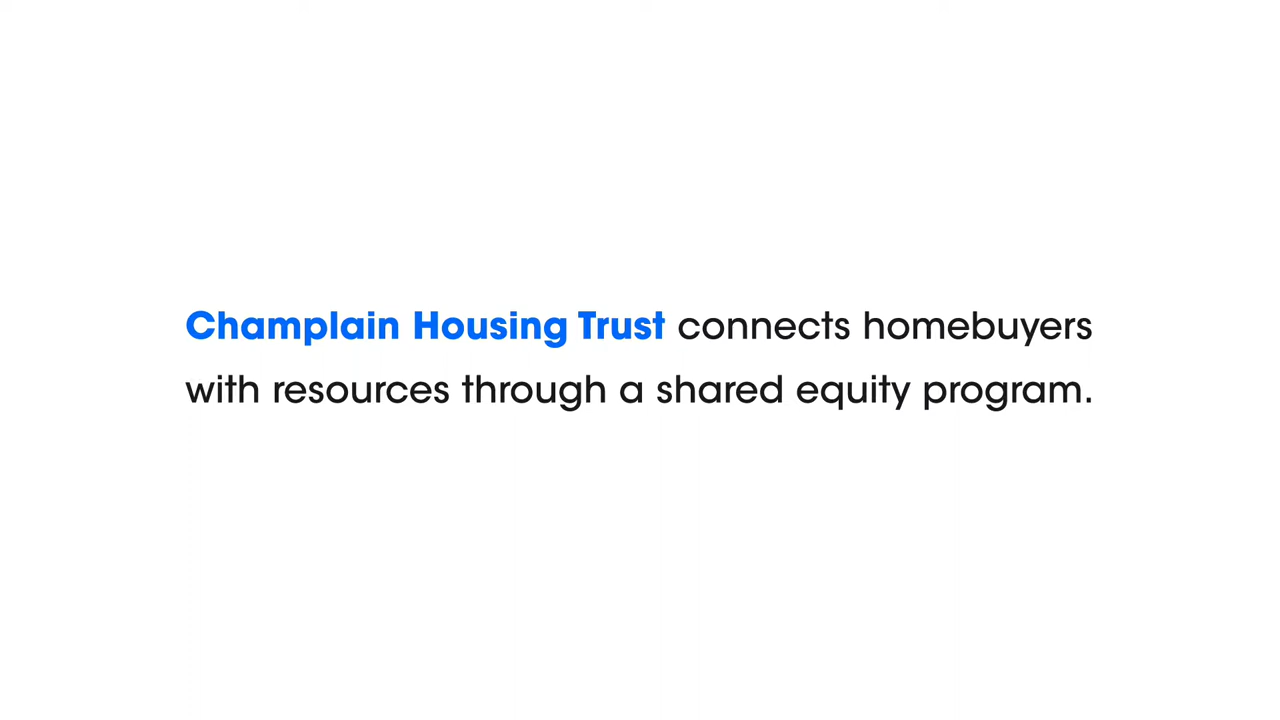 Champlain Housing Trust connects homebuyers
with resources through a shared equity program.